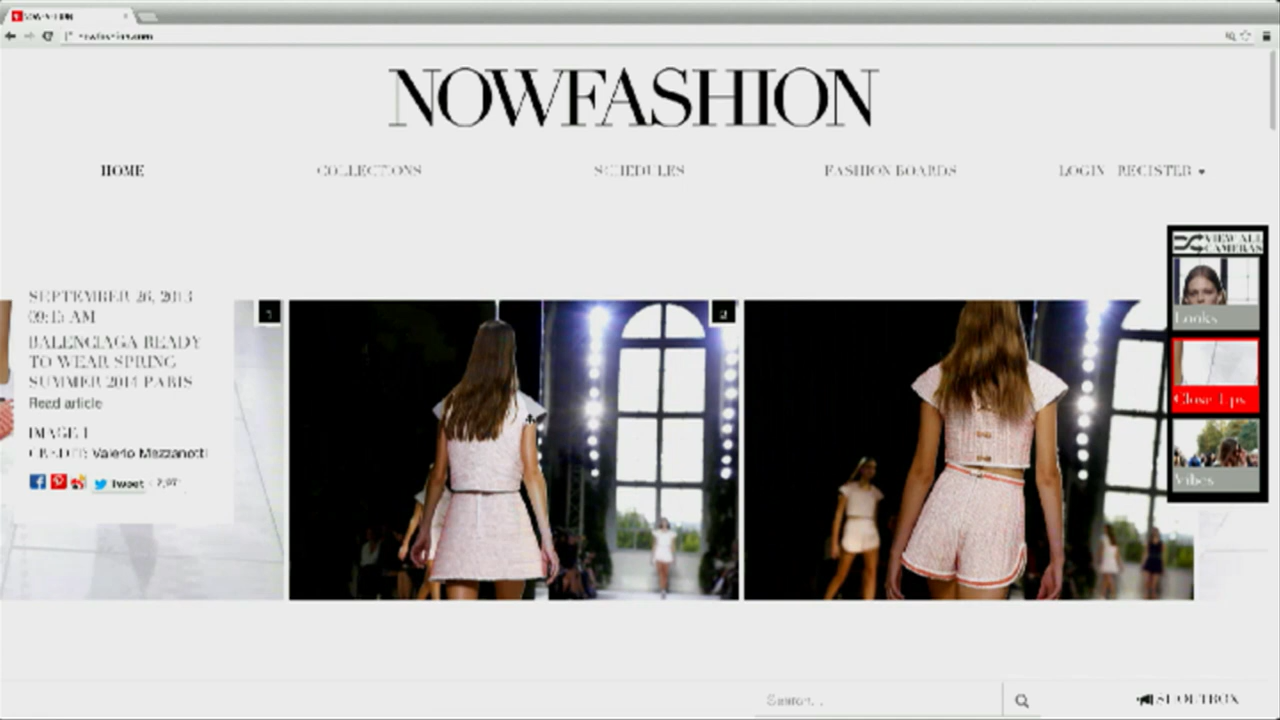 NOWFASHION
HOME
COLLECTIONS
SCHEDULES
FASHION BOARDS
LOGIN REGISTER
SEPTEMBER 26, 2013
09:15 AM
BALENCIAGA READY
TO WEAR SPRING
SUMMER 2014 PARIS
Read article
IMAGE 1
CREDIT: Valerio Mezzanotti
Tweet
1
2
VIEW ALL
CAMERAS
Looks
Close Ups
Vibes
Search...
SHOUTBOX